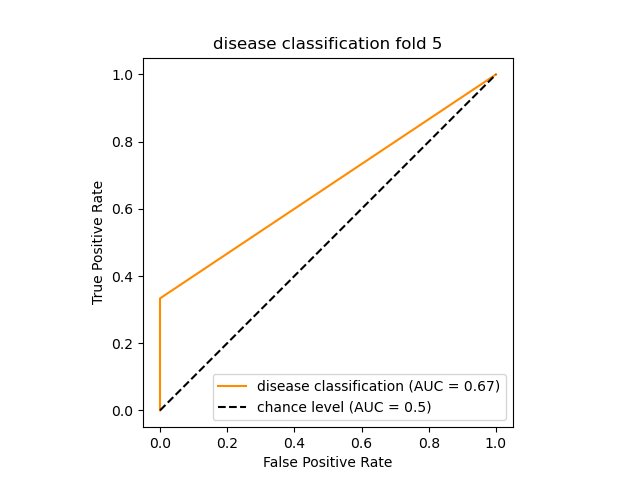 disease classification fold 5
1.0
0.8
0.6
0.4
0.2
0.0
True Positive Rate
disease classification (AUC = 0.67)
chance level (AUC = 0.5)
0.0 0.2 0.4 0.6 0.8 1.0
False Positive Rate